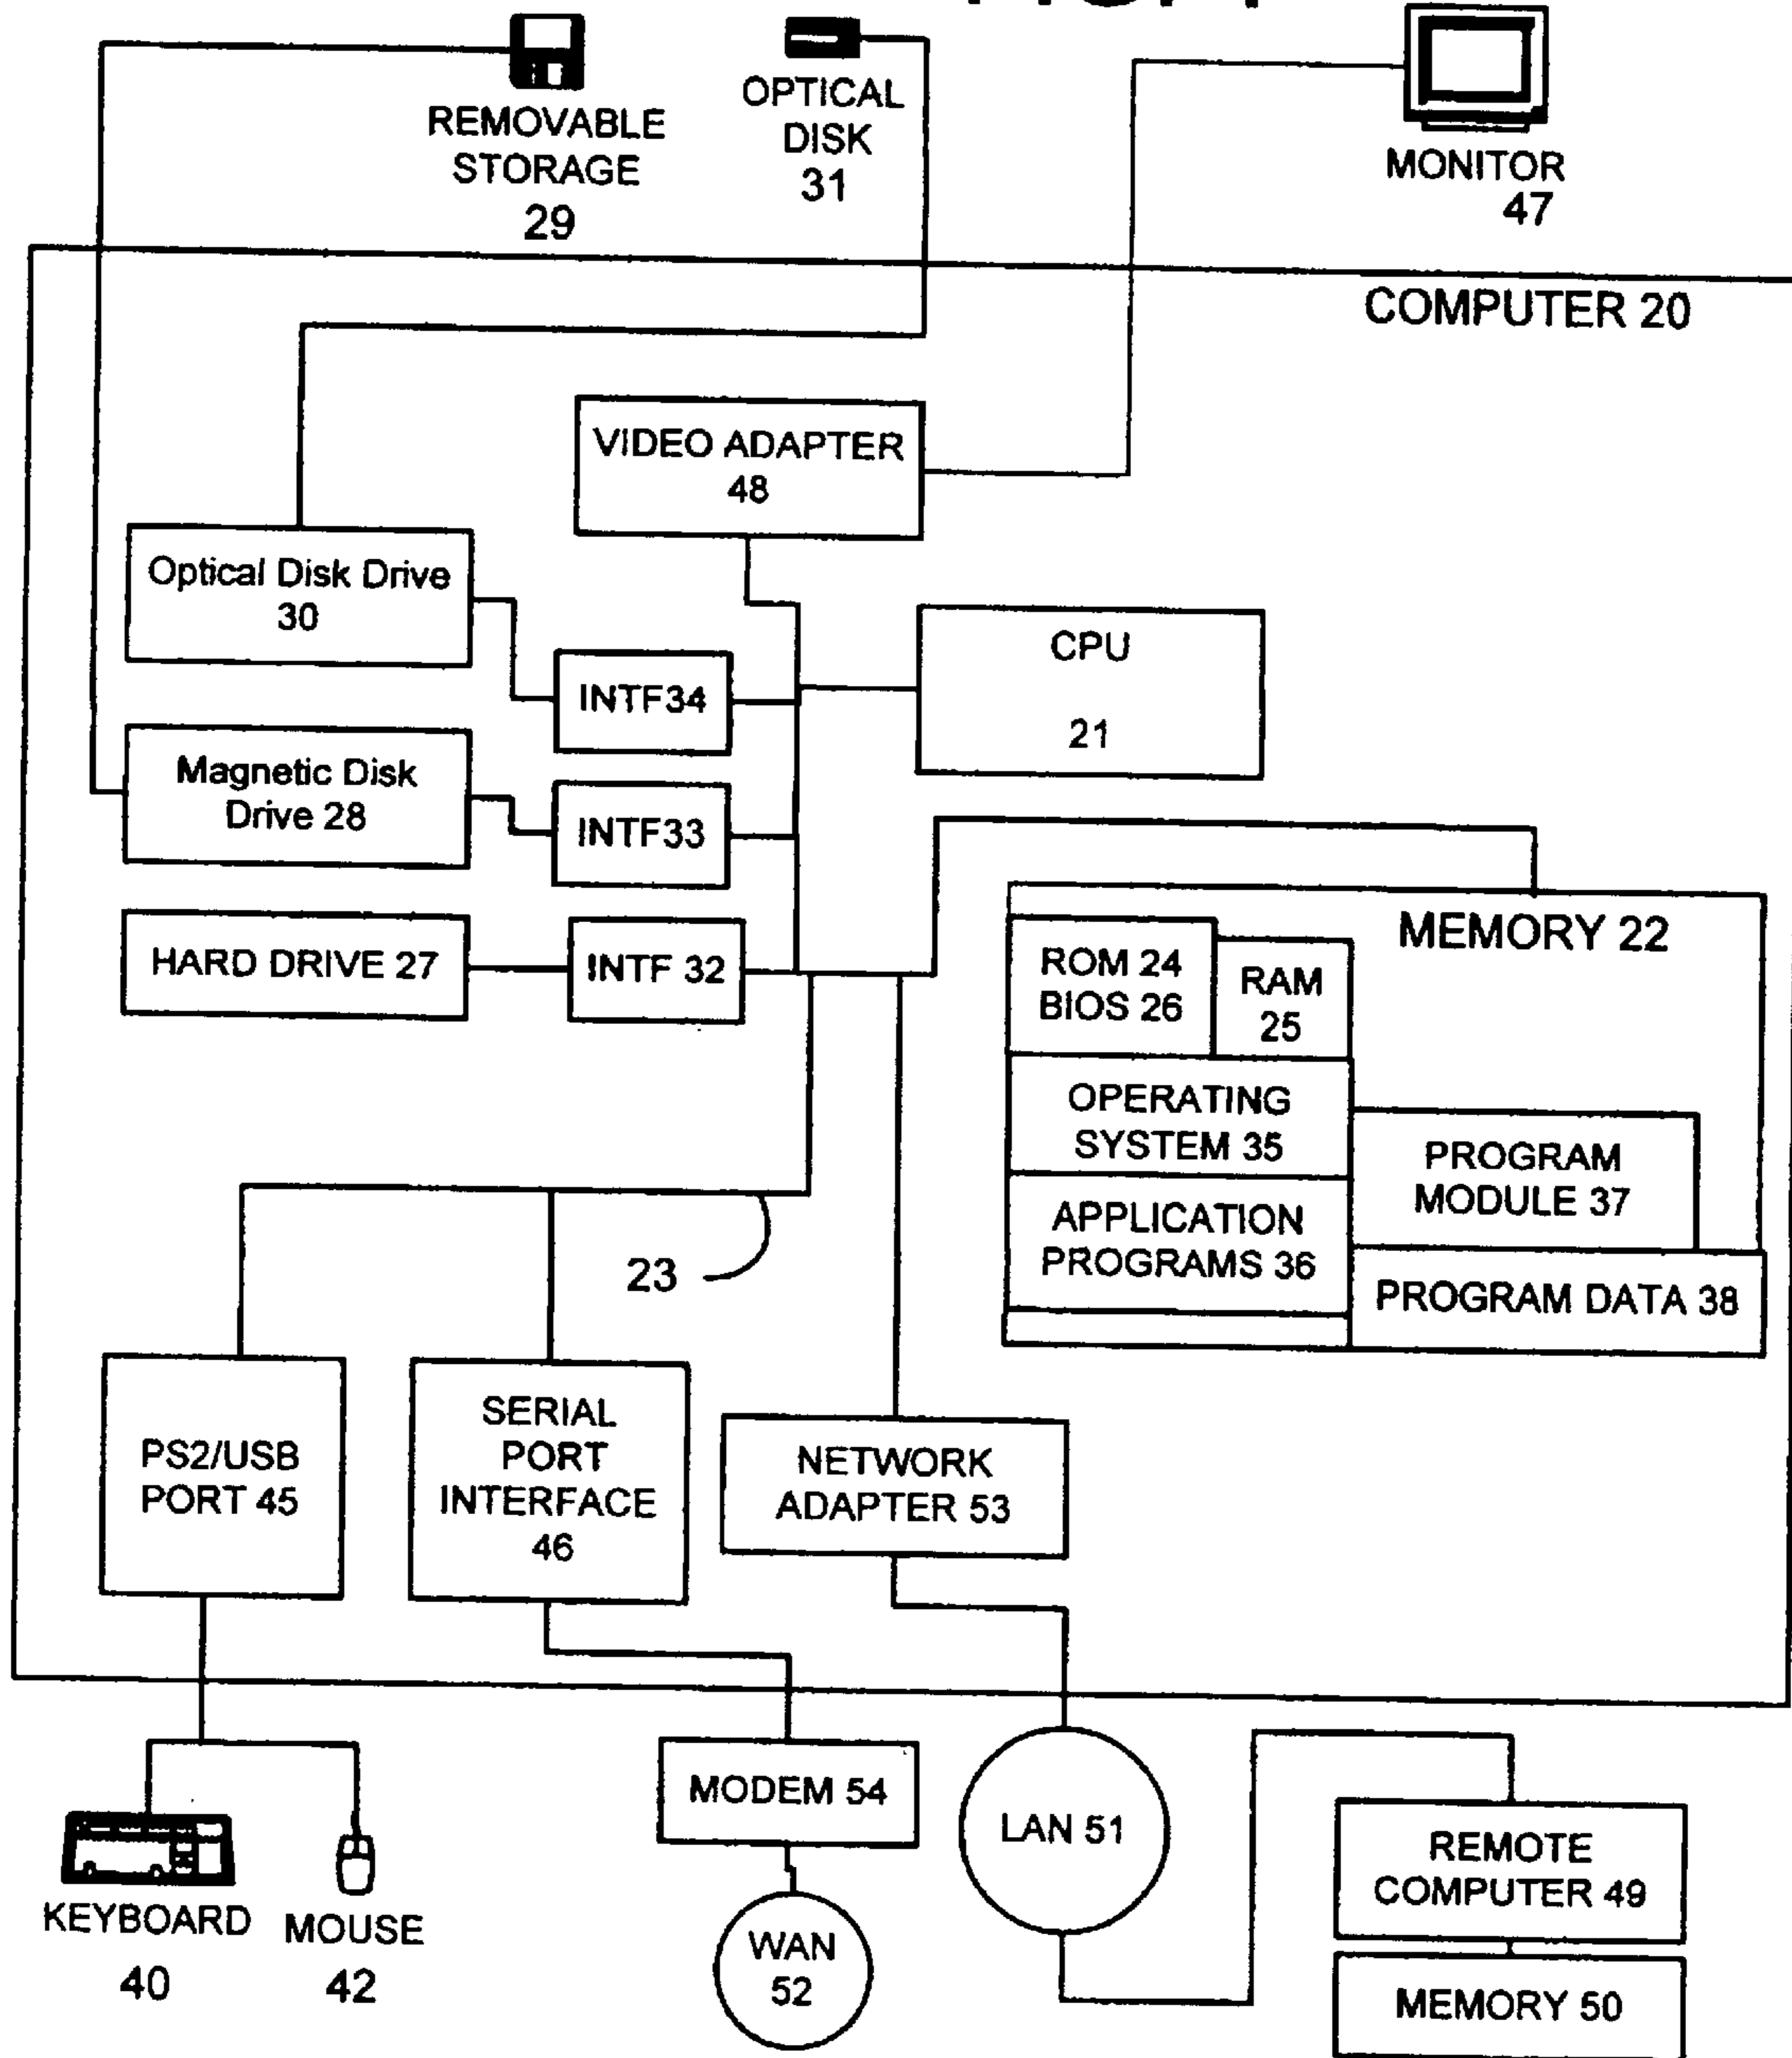 REMOVABLE
STORAGE
29
OPTICAL
DISK
31
MONITOR
47
COMPUTER 20
VIDEO ADAPTER
48
Optical Disk Drive
30
INTF34
CPU
21
Magnetic Disk
Drive 28
INTF33
HARD DRIVE 27
INTF 32
MEMORY 22
ROM 24
BIOS 26
RAM
25
OPERATING
SYSTEM 35
PROGRAM
MODULE 37
APPLICATION
PROGRAMS 36
PROGRAM DATA 38
23
PS2/USB
PORT 45
SERIAL
PORT
INTERFACE
46
NETWORK
ADAPTER 53
MODEM 54
LAN 51
REMOTE
COMPUTER 49
KEYBOARD
40
MOUSE
42
WAN
52
MEMORY 50